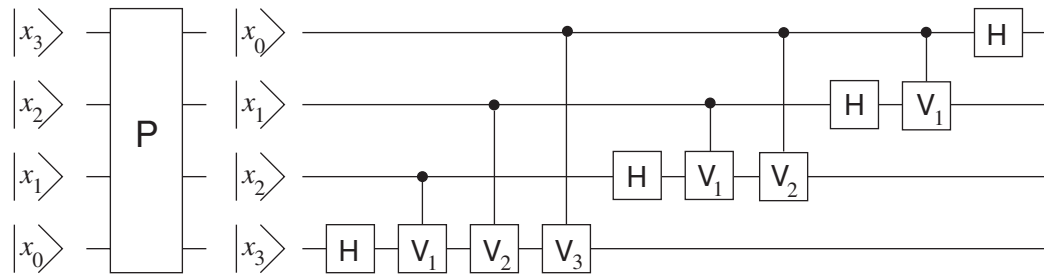 |x₃⟩ |x₀⟩ H
|x₂⟩ P |x₁⟩ H V₁
|x₁⟩ |x₂⟩ H V₁ V₂
|x₀⟩ |x₃⟩ H V₁ V₂ V₃